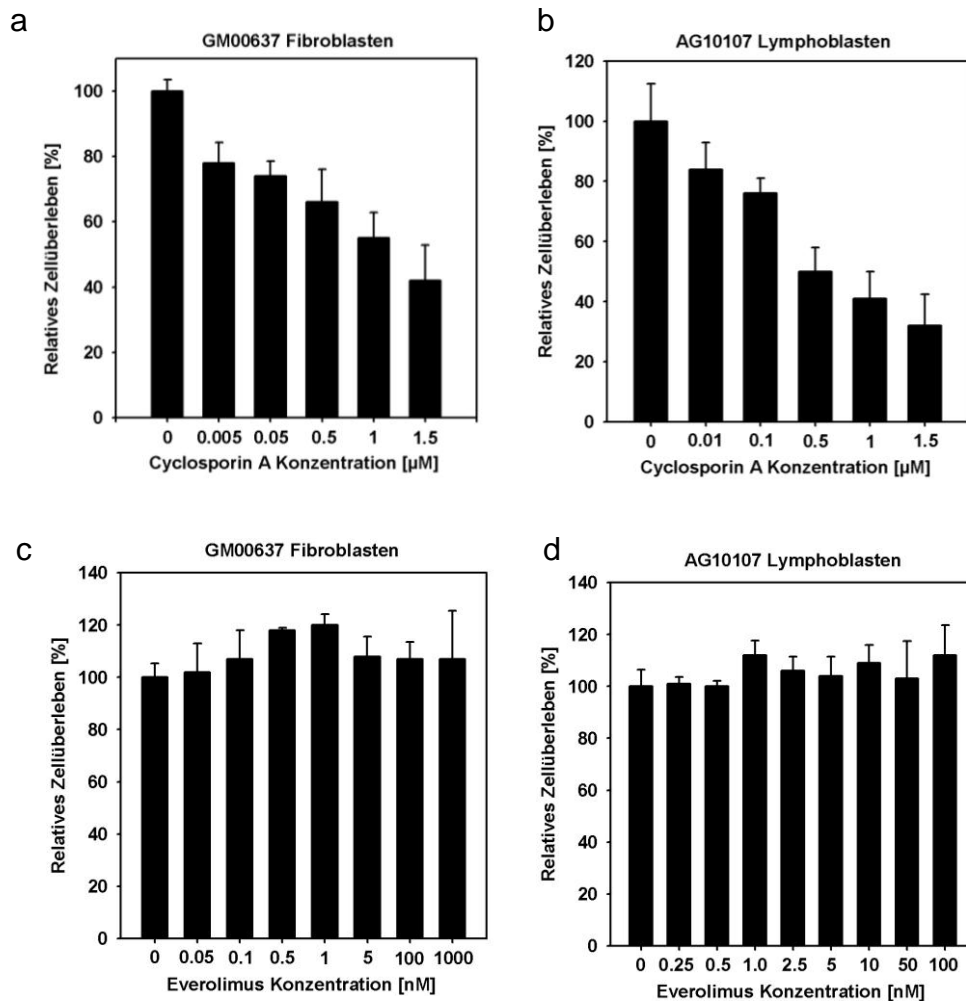 a
GM00637 Fibroblasten
Relatives Zellüberleben [%]
100
80
60
40
20
0
0 0.005 0.05 0.5 1 1.5
Cyclosporin A Konzentration [µM]
b
AG10107 Lymphoblasten
Relatives Zellüberleben [%]
120
100
80
60
40
20
0
0 0.01 0.1 0.5 1 1.5
Cyclosporin A Konzentration [µM]
c
GM00637 Fibroblasten
Relatives Zellüberleben [%]
140
120
100
80
60
40
20
0
0 0.05 0.1 0.5 1 5 100 1000
Everolimus Konzentration [nM]
d
AG10107 Lymphoblasten
Relatives Zellüberleben [%]
140
120
100
80
60
40
20
0
0 0.25 0.5 1.0 2.5 5 10 50 100
Everolimus Konzentration [nM]